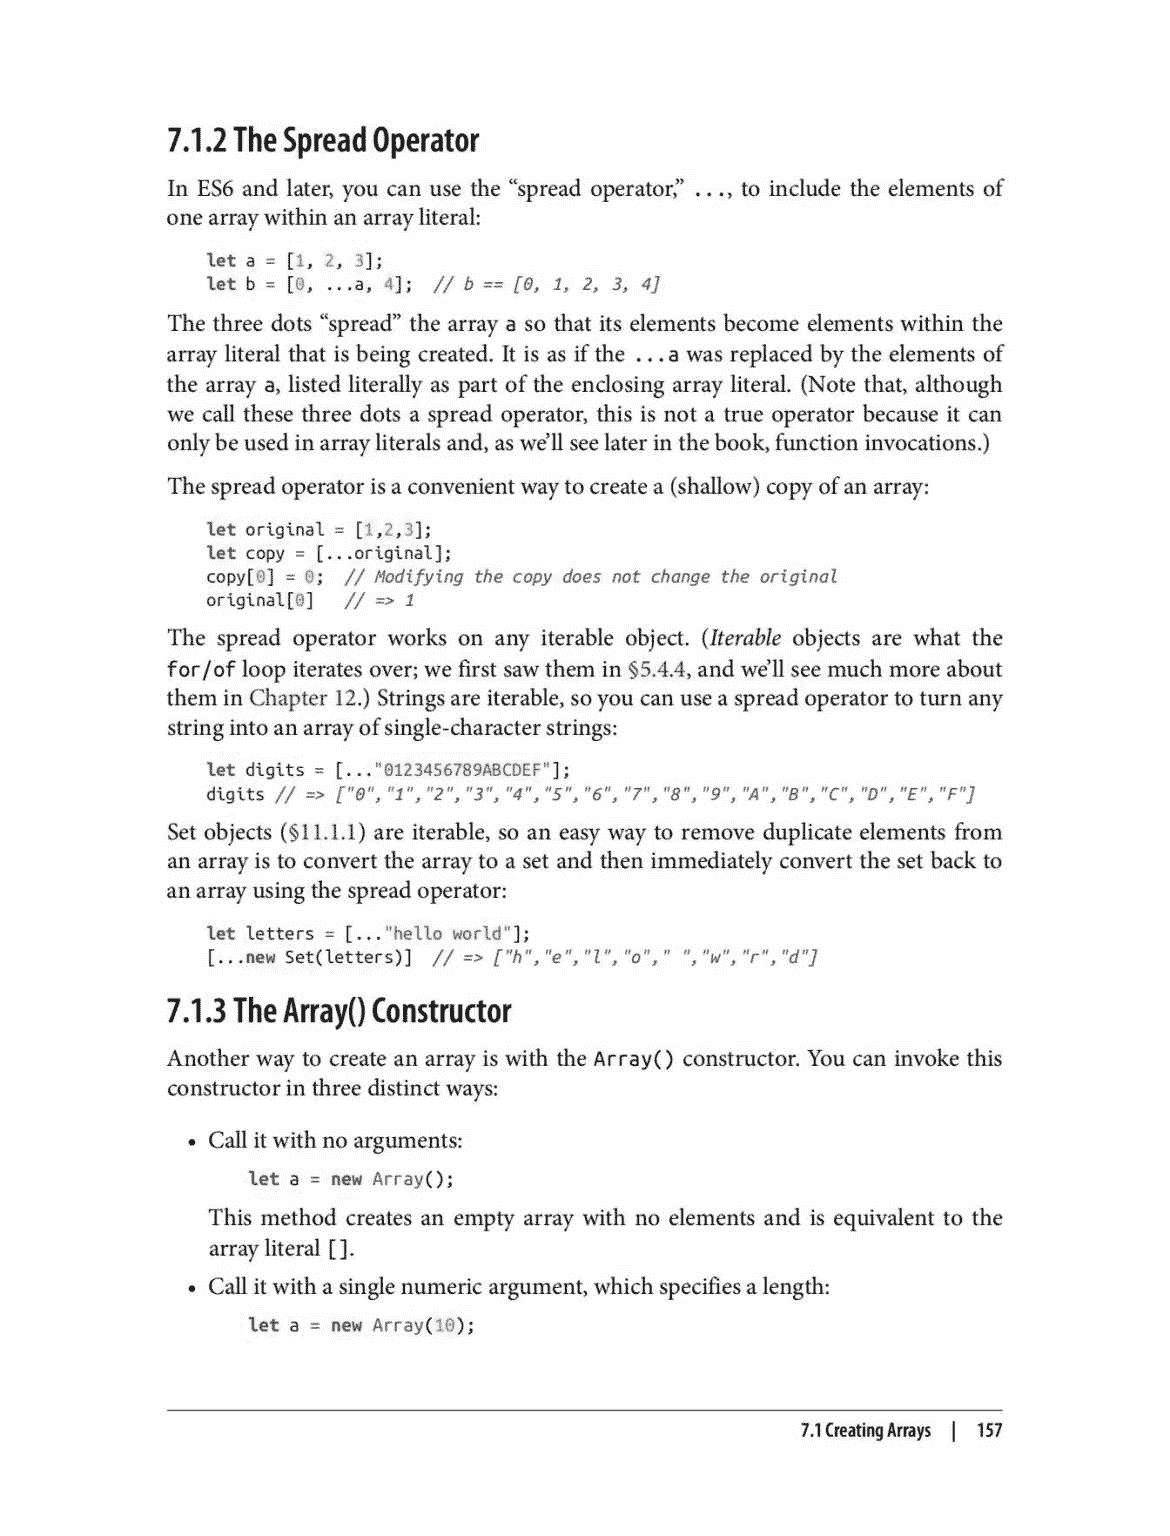 7.1.2 The Spread Operator
In ES6 and later, you can use the “spread operator,” ..., to include the elements of
one array within an array literal:
let a = [1, 2, 3];
let b = [0, ...a, 4];  // b == [0, 1, 2, 3, 4]
The three dots “spread” the array a so that its elements become elements within the
array literal that is being created. It is as if the ...a was replaced by the elements of
the array a, listed literally as part of the enclosing array literal. (Note that, although
we call these three dots a spread operator, this is not a true operator because it can
only be used in array literals and, as we’ll see later in the book, function invocations.)
The spread operator is a convenient way to create a (shallow) copy of an array:
let original = [1,2,3];
let copy = [...original];
copy[0] = 0;  // Modifying the copy does not change the original
original[0]   // => 1
The spread operator works on any iterable object. (Iterable objects are what the
for/of loop iterates over; we first saw them in §5.4.4, and we’ll see much more about
them in Chapter 12.) Strings are iterable, so you can use a spread operator to turn any
string into an array of single-character strings:
let digits = [..."0123456789ABCDEF"];
digits // => ["0","1","2","3","4","5","6","7","8","9","A","B","C","D","E","F"]
Set objects (§11.1.1) are iterable, so an easy way to remove duplicate elements from
an array is to convert the array to a set and then immediately convert the set back to
an array using the spread operator:
let letters = [..."hello world"];
[...new Set(letters)]  // => ["h","e","l","o"," ","w","r","d"]
7.1.3 The Array() Constructor
Another way to create an array is with the Array() constructor. You can invoke this
constructor in three distinct ways:
• Call it with no arguments:
let a = new Array();
This method creates an empty array with no elements and is equivalent to the
array literal [].
• Call it with a single numeric argument, which specifies a length:
let a = new Array(10);
7.1 Creating Arrays | 157